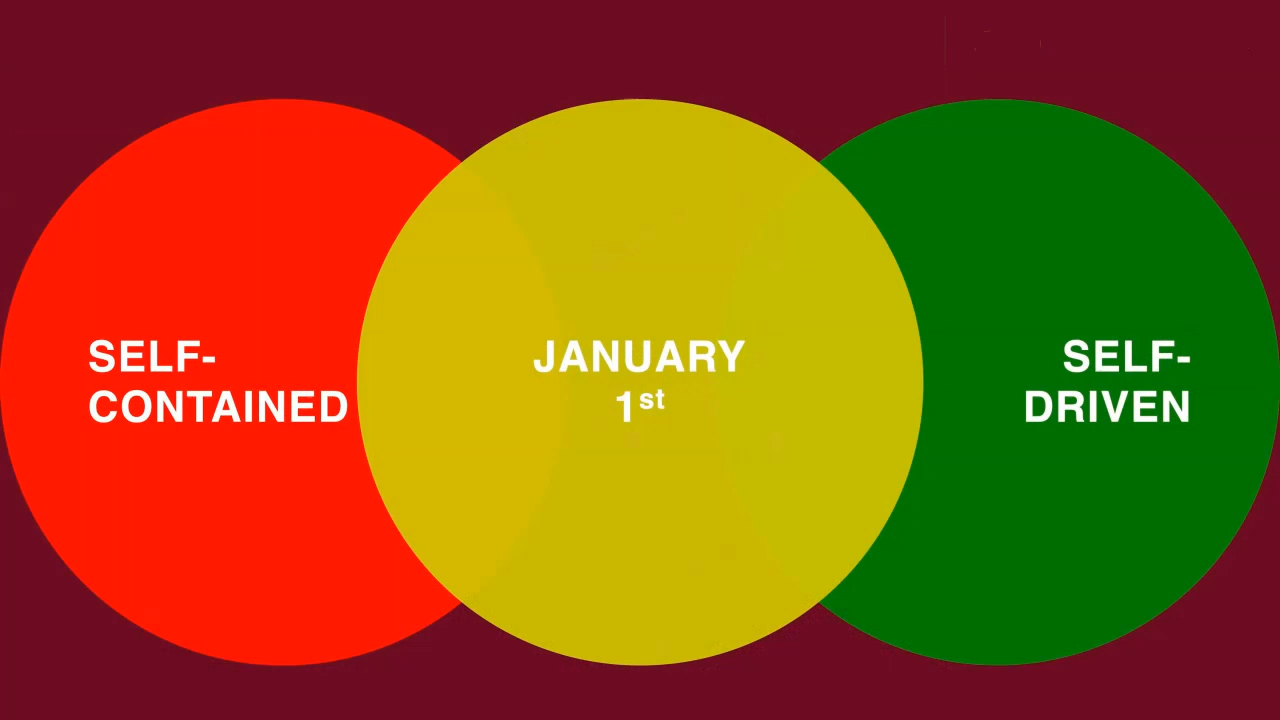 SELF-
CONTAINED
JANUARY
1st
SELF-
DRIVEN